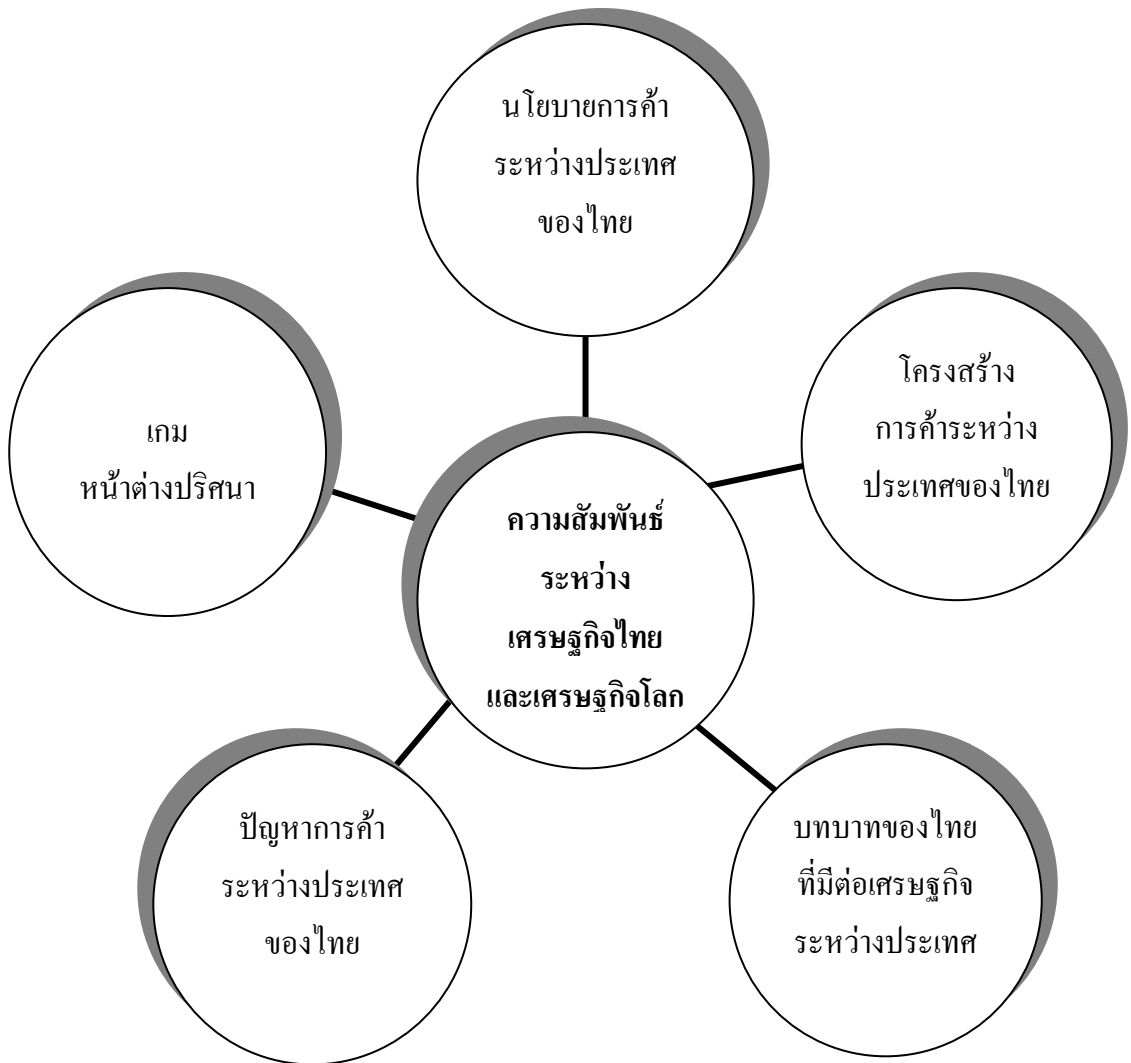 นโยบายการค้า
ระหว่างประเทศ
ของไทย
โครงสร้าง
การค้าระหว่าง
ประเทศของไทย
เกม
หน้าต่างปริศนา
ความสัมพันธ์
ระหว่าง
เศรษฐกิจไทย
และเศรษฐกิจโลก
ปัญหาการค้า
ระหว่างประเทศ
ของไทย
บทบาทของไทย
ที่มีต่อเศรษฐกิจ
ระหว่างประเทศ